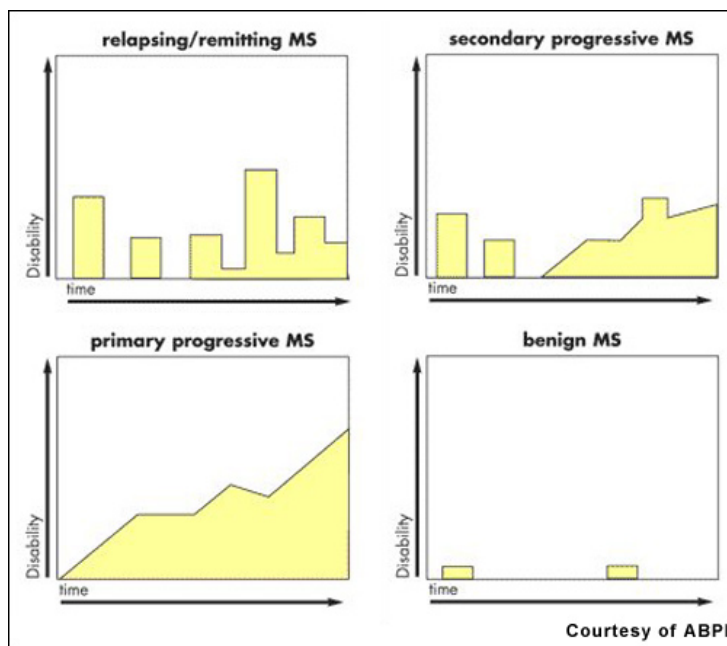 relapsing/remitting MS
Disability
time
secondary progressive MS
Disability
time
primary progressive MS
Disability
time
benign MS
Disability
time
Courtesy of ABPI